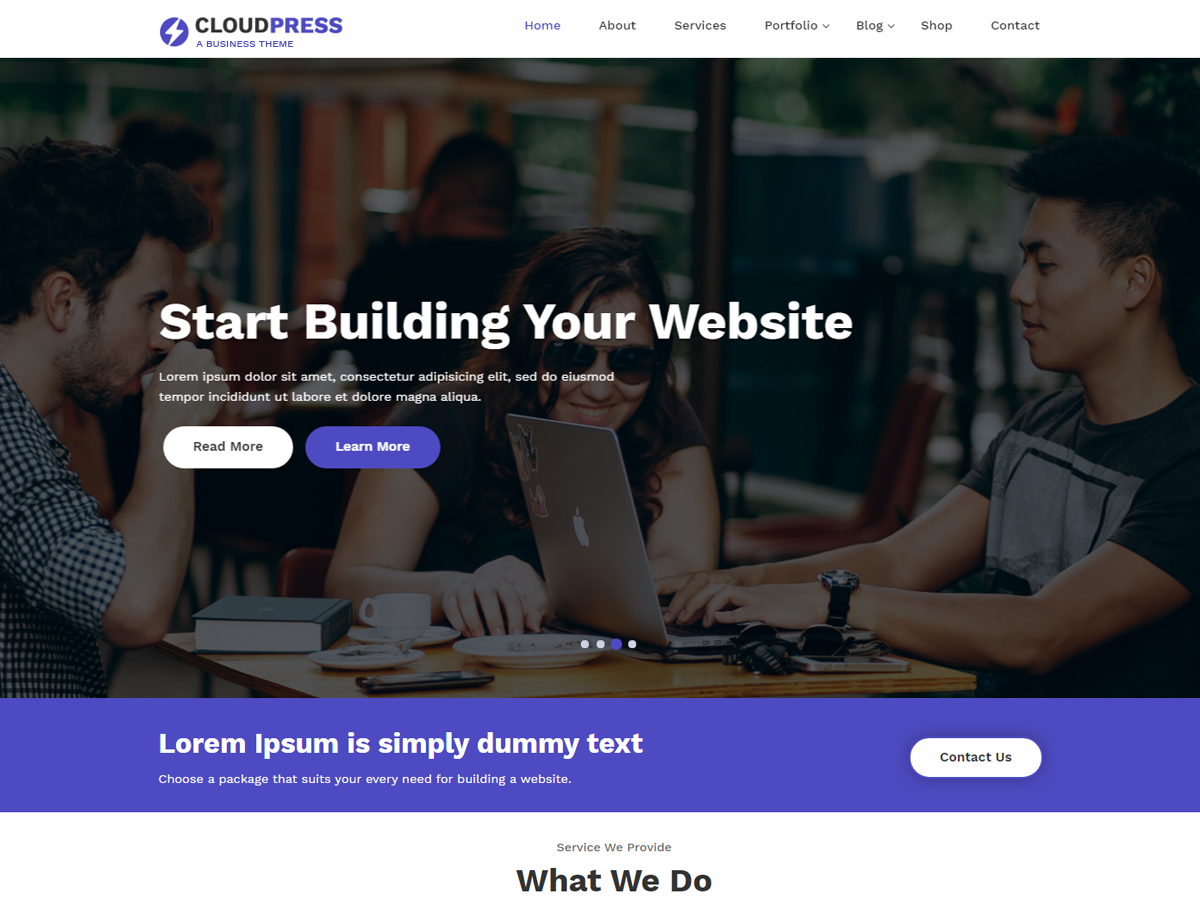 CLOUDPRESS
A BUSINESS THEME
Home About Services Portfolio Blog Shop Contact
Start Building Your Website
Lorem ipsum dolor sit amet, consectetur adipisicing elit, sed do eiusmod
tempor incididunt ut labore et dolore magna aliqua.
Read More Learn More
Lorem Ipsum is simply dummy text
Choose a package that suits your every need for building a website.
Contact Us
Service We Provide
What We Do